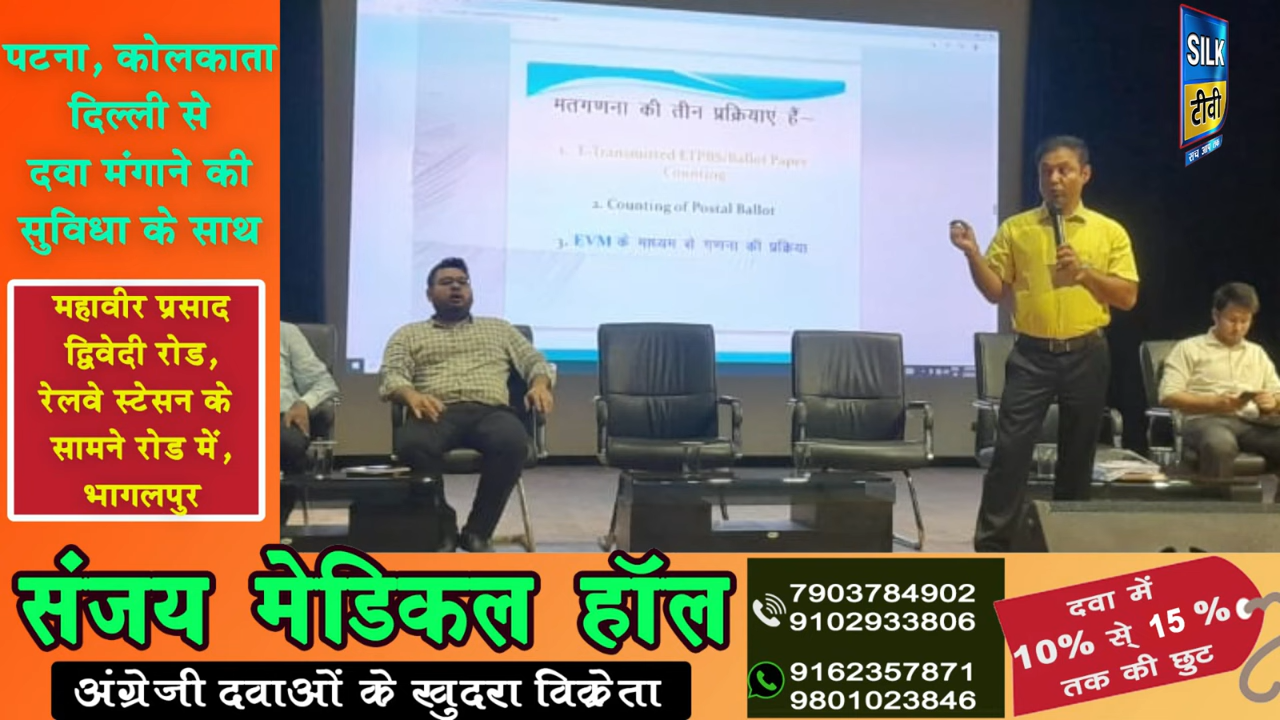 पटना, कोलकाता
दिल्ली से
दवा मंगाने की
सुविधा के साथ
महावीर प्रसाद
द्विवेदी रोड,
रेलवे स्टेसन के
सामने रोड में,
भागलपुर
मतगणना की तीन प्रक्रियाए हैं—
1. E-Transmitted ETPBS/Ballot Paper
Counting
2. Counting of Postal Ballot
3. EVM के माध्यम से गणना की प्रक्रिया
SILK
टीवी
संजय मेडिकल हॉल
अंग्रेजी दवाओं के खुदरा विक्रेता
7903784902
9102933806
9162357871
9801023846
दवा में
10% से् 15 %
तक की छुट